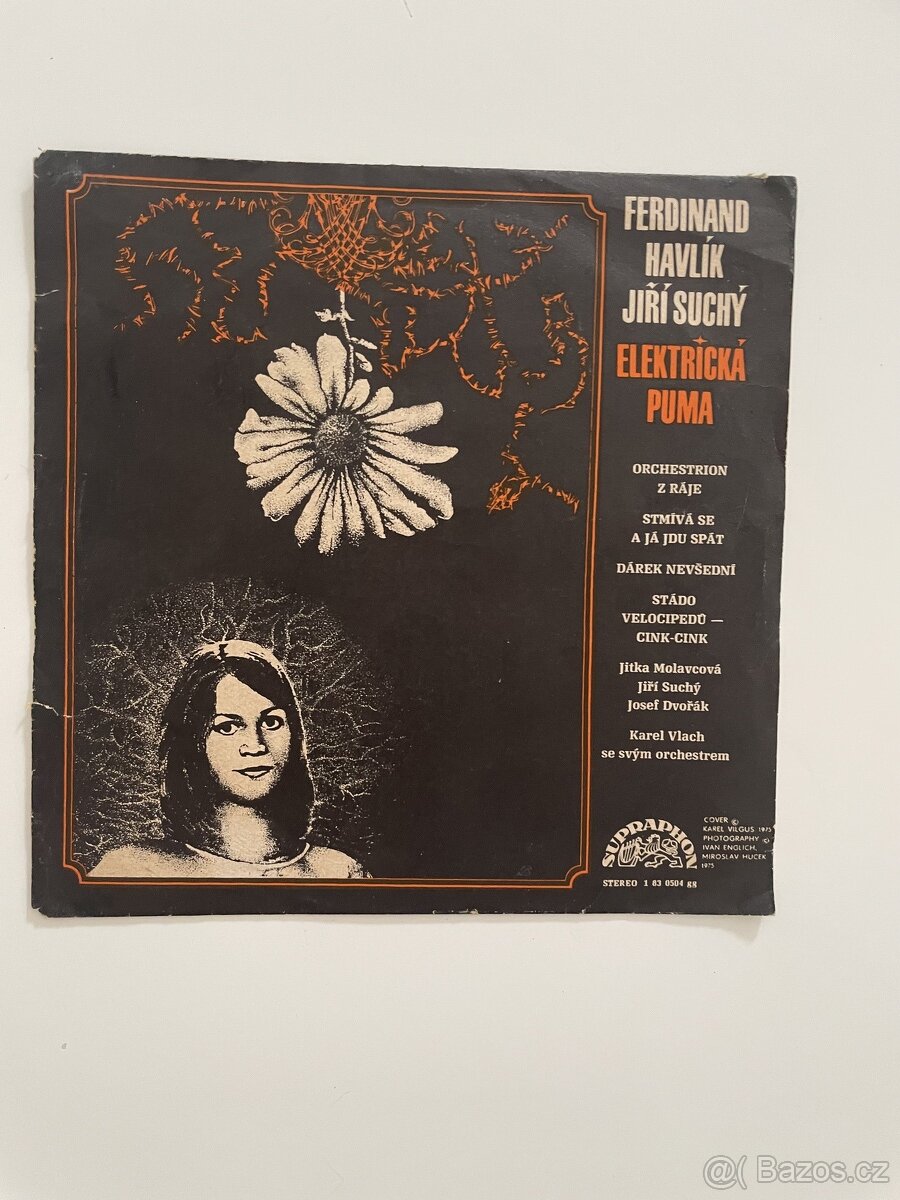 FERDINAND
HAVLÍK
JIŘÍ SUCHÝ
ELEKTRICKÁ
PUMA
ORCHESTRION
Z RÁJE
STMÍVÁ SE
A JÁ JDU SPÁT
DÁREK NEVŠEDNÍ
STÁDO
VELOCIPEDŮ —
CINK-CINK
Jitka Molavcová
Jiří Suchý
Josef Dvořák
Karel Vlach
se svým orchestrem
SUPRAPHON
COVER ©
KAREL VILGUS 1975
PHOTOGRAPHY ©
IVAN ENGLICH,
MIROSLAV HUCEK
1975
STEREO 1 83 0504 gg
@( Bazos.cz